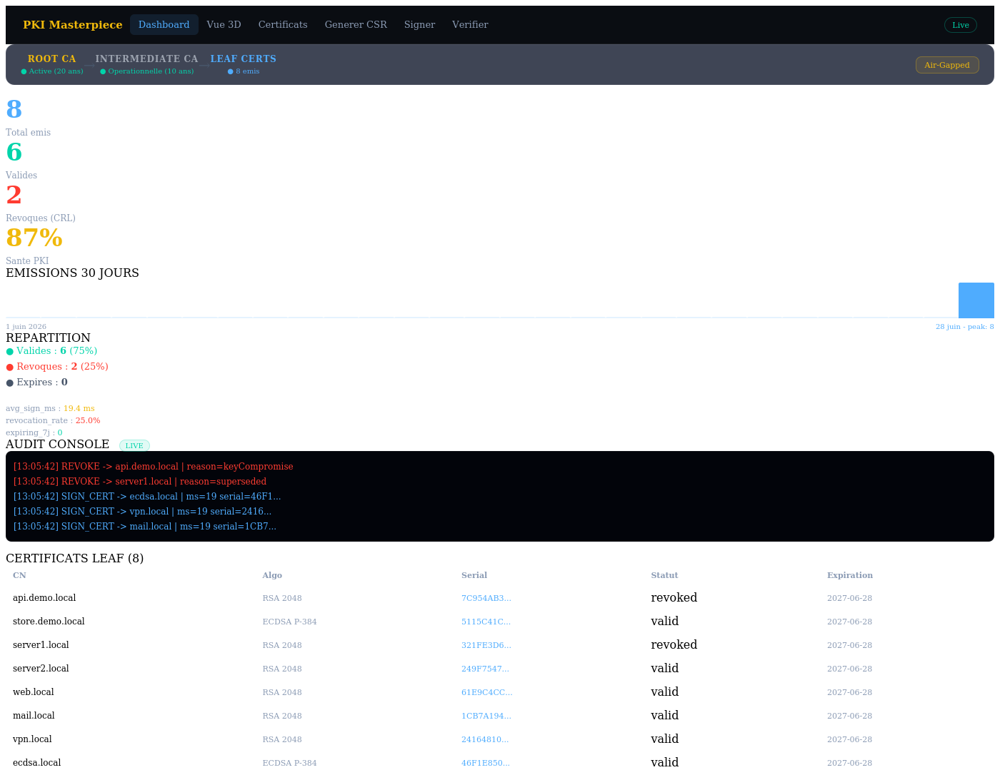 PKI Masterpiece Dashboard Vue 3D Certificats Generer CSR Signer Verifier Live
ROOT CA → INTERMEDIATE CA → LEAF CERTS
● Active (20 ans) ● Operationnelle (10 ans) ● 8 emis Air-Gapped
8
Total emis
6
Valides
2
Revoques (CRL)
87%
Sante PKI
EMISSIONS 30 JOURS
1 juin 2026 28 juin - peak: 8
REPARTITION
● Valides : 6 (75%)
● Revoques : 2 (25%)
● Expires : 0
avg_sign_ms : 19.4 ms
revocation_rate : 25.0%
expiring_7j : 0
AUDIT CONSOLE LIVE
[13:05:42] REVOKE -> api.demo.local | reason=keyCompromise
[13:05:42] REVOKE -> server1.local | reason=superseded
[13:05:42] SIGN_CERT -> ecdsa.local | ms=19 serial=46F1...
[13:05:42] SIGN_CERT -> vpn.local | ms=19 serial=2416...
[13:05:42] SIGN_CERT -> mail.local | ms=19 serial=1CB7...
CERTIFICATS LEAF (8)
CN Algo Serial Statut Expiration
api.demo.local RSA 2048 7C954AB3... revoked 2027-06-28
store.demo.local ECDSA P-384 5115C41C... valid 2027-06-28
server1.local RSA 2048 321FE3D6... revoked 2027-06-28
server2.local RSA 2048 249F7547... valid 2027-06-28
web.local RSA 2048 61E9C4CC... valid 2027-06-28
mail.local RSA 2048 1CB7A194... valid 2027-06-28
vpn.local RSA 2048 24164810... valid 2027-06-28
ecdsa.local ECDSA P-384 46F1E850... valid 2027-06-28